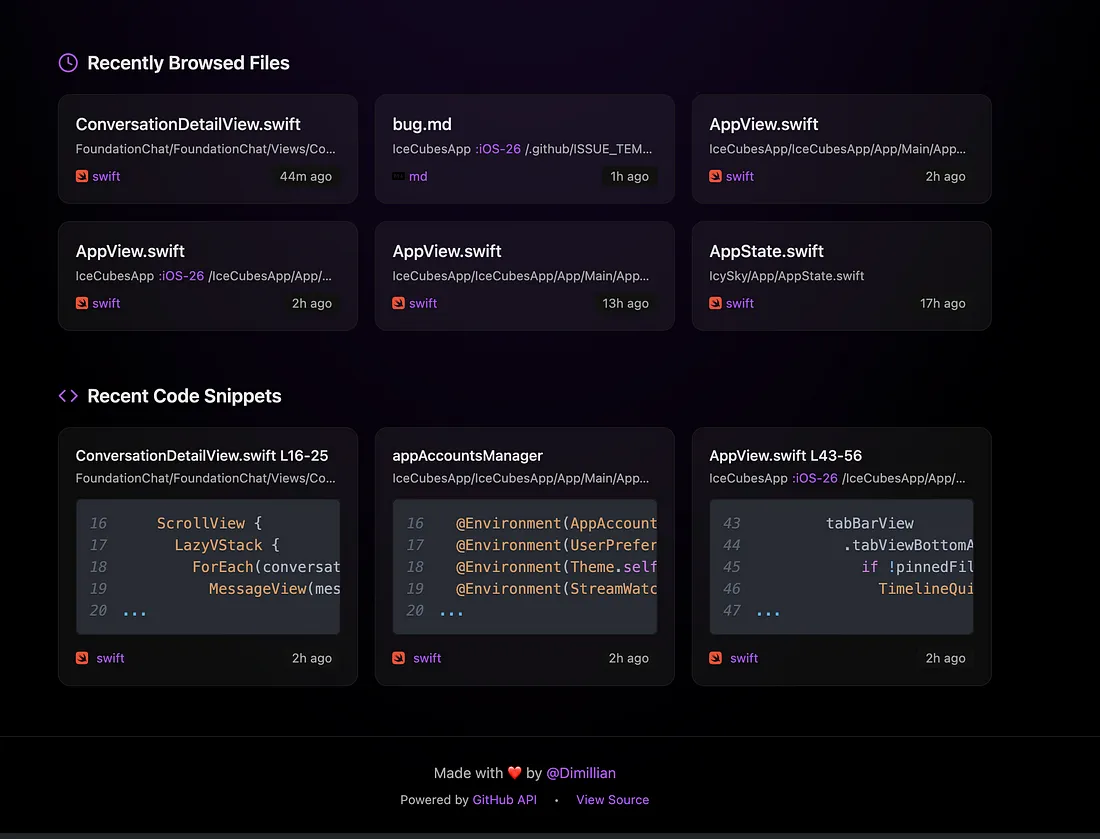 Recently Browsed Files
ConversationDetailView.swift
FoundationChat/FoundationChat/Views/Co...
swift 44m ago
bug.md
IceCubesApp :iOS-26 /.github/ISSUE_TEM...
md 1h ago
AppView.swift
IceCubesApp/IceCubesApp/App/Main/App...
swift 2h ago
AppView.swift
IceCubesApp :iOS-26 /IceCubesApp/App/...
swift 2h ago
AppView.swift
IceCubesApp/IceCubesApp/App/Main/App...
swift 13h ago
AppState.swift
IcySky/App/AppState.swift
swift 17h ago
Recent Code Snippets
ConversationDetailView.swift L16-25
FoundationChat/FoundationChat/Views/Co...
16 ScrollView {
17 LazyVStack {
18 ForEach(conversat
19 MessageView(mes
20 ...
swift 2h ago
appAccountsManager
IceCubesApp/IceCubesApp/App/Main/App...
16 @Environment(AppAccount
17 @Environment(UserPrefer
18 @Environment(Theme.self
19 @Environment(StreamWatc
20 ...
swift 2h ago
AppView.swift L43-56
IceCubesApp :iOS-26 /IceCubesApp/App/...
43 tabBarView
44 .tabViewBottomA
45 if !pinnedFil
46 TimelineQui
47 ...
swift 2h ago
Made with ❤️ by @Dimillian
Powered by GitHub API • View Source